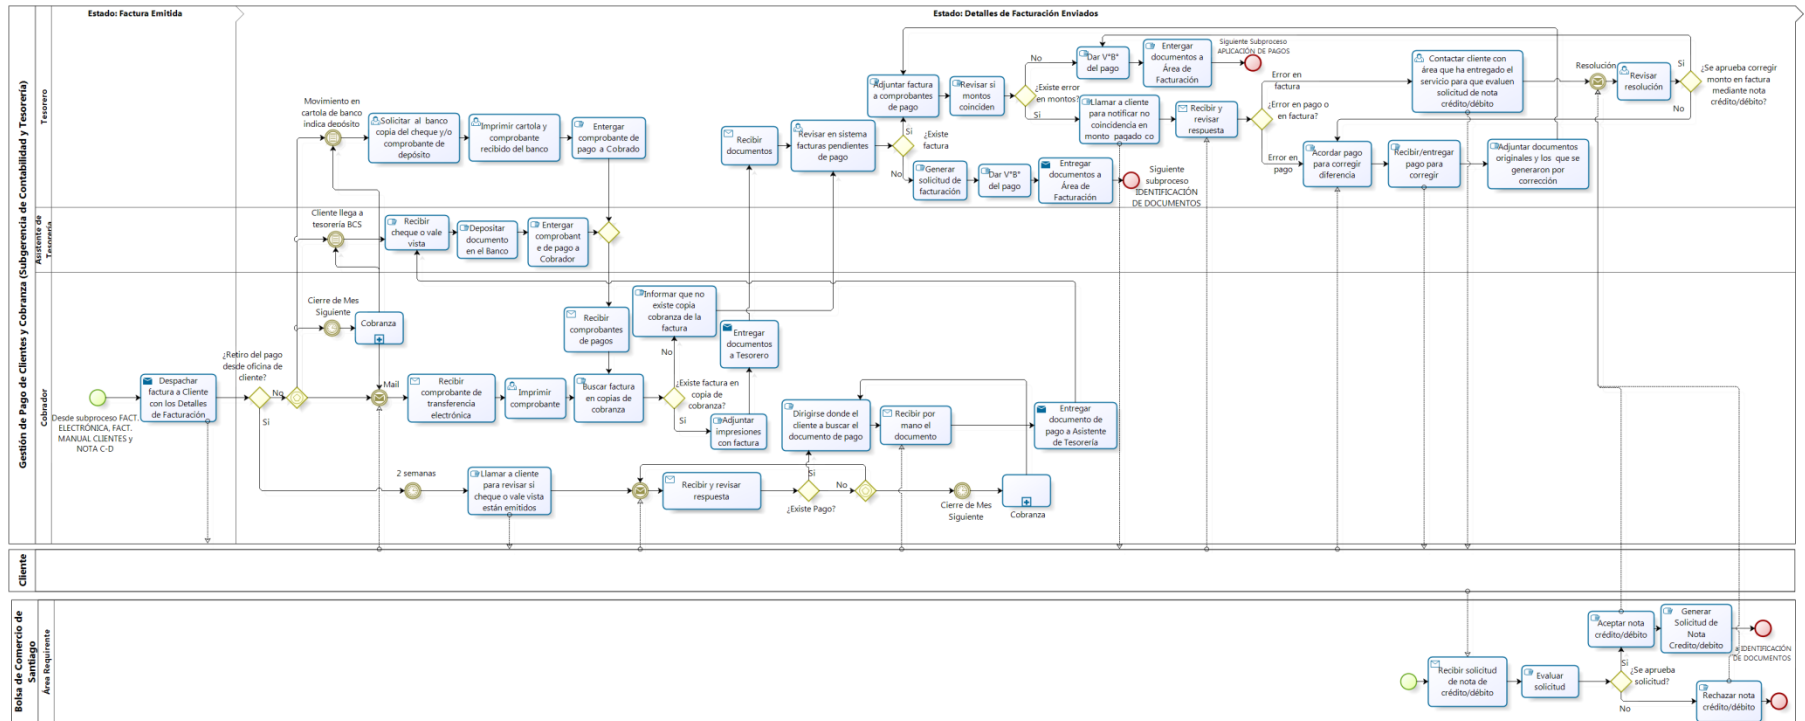 Estado: Factura Emitida
Estado: Detalles de Facturación Enviados
Gestión de Pago de Clientes y Cobranza (Subgerencia de Contabilidad y Tesorería)
Tesorero
Movimiento en
cartola de banco
indica depósito
Solicitar al banco
copia del cheque y/o
comprobante de
depósito
Imprimir cartola y
comprobante
recibido del banco
Entergar
comprobante de
pago a Cobrado
Recibir
documentos
Revisar en sistema
facturas pendientes
de pago
Adjuntar factura
a comprobantes
de pago
Si
¿Existe
factura
No
Generar
solicitud de
facturación
Dar V°B°
del pago
Entregar
documentos a
Área de
Facturación
Siguiente
subproceso
IDENTIFICACIÓN
DE DOCUMENTOS
Revisar si
montos
coinciden
¿Existe error
en montos?
No
Si
Dar V°B°
del pago
Entergar
documentos a
Área de
Facturación
Siguiente Subproceso
APLICACIÓN DE PAGOS
Llamar a cliente
para notificar no
coincidencia en
monto pagado co
Recibir y
revisar
respuesta
¿Error en pago o
en factura?
Error en
factura
Error en
pago
Contactar cliente con
área que ha entregado el
servicio para que evaluen
solicitud de nota
crédito/débito
Resolución
Revisar
resolución
Si
No
¿Se aprueba corregir
monto en factura
mediante nota
crédito/débito?
Acordar pago
para corregir
diferencia
Recibir/entregar
pago para
corregir
Adjuntar documentos
originales y los que se
generaron por
corrección
Asistente de
Tesorería
Cliente llega a
tesorería BCS
Recibir
cheque o vale
vista
Depositar
documento
en el Banco
Entergar
comprobant
e de pago a
Cobrador
Cobrador
Desde subproceso FACT.
ELECTRÓNICA, FACT.
MANUAL CLIENTES y
NOTA C-D
Despachar
factura a Cliente
con los Detalles
de Facturación
¿Retiro del pago
desde oficina de
cliente?
No
Si
Cierre de Mes
Siguiente
Cobranza
Mail
Recibir
comprobante de
transferencia
electrónica
Imprimir
comprobante
Recibir
comprobantes
de pagos
Buscar factura
en copias de
cobranza
Informar que no
existe copia
cobranza de la
factura
No
¿Existe factura en
copia de
cobranza?
Si
Adjuntar
impresiones
con factura
Entregar
documentos
a Tesorero
2 semanas
Llamar a cliente
para revisar si
cheque o vale vista
están emitidos
Recibir y revisar
respuesta
¿Existe Pago?
Si
No
Dirigirse donde el
cliente a buscar el
documento de pago
Recibir por
mano el
documento
Cierre de Mes
Siguiente
Cobranza
Entregar
documento de
pago a Asistente
de Tesorería
Cliente
Bolsa de Comercio de
Santiago
Área Requirente
Recibir solicitud
de nota de
crédito/débito
Evaluar
solicitud
¿Se aprueba
solicitud?
Si
No
Aceptar nota
crédito/débito
Generar
Solicitud de
Nota
Credito/debito
a IDENTIFICACIÓN
DE DOCUMENTOS
Rechazar nota
crédito/débito